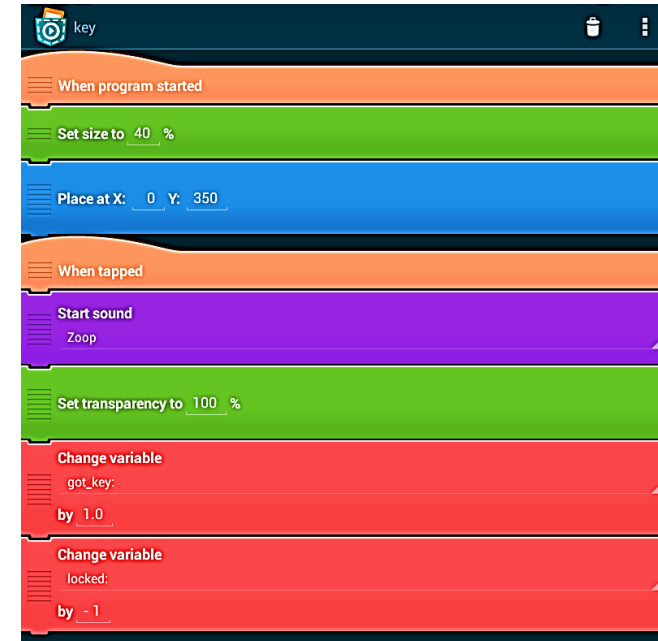 key
When program started
Set size to 40 %
Place at X: 0 Y: 350
When tapped
Start sound
Zoop
Set transparency to 100 %
Change variable
got_key:
by 1.0
Change variable
locked:
by - 1